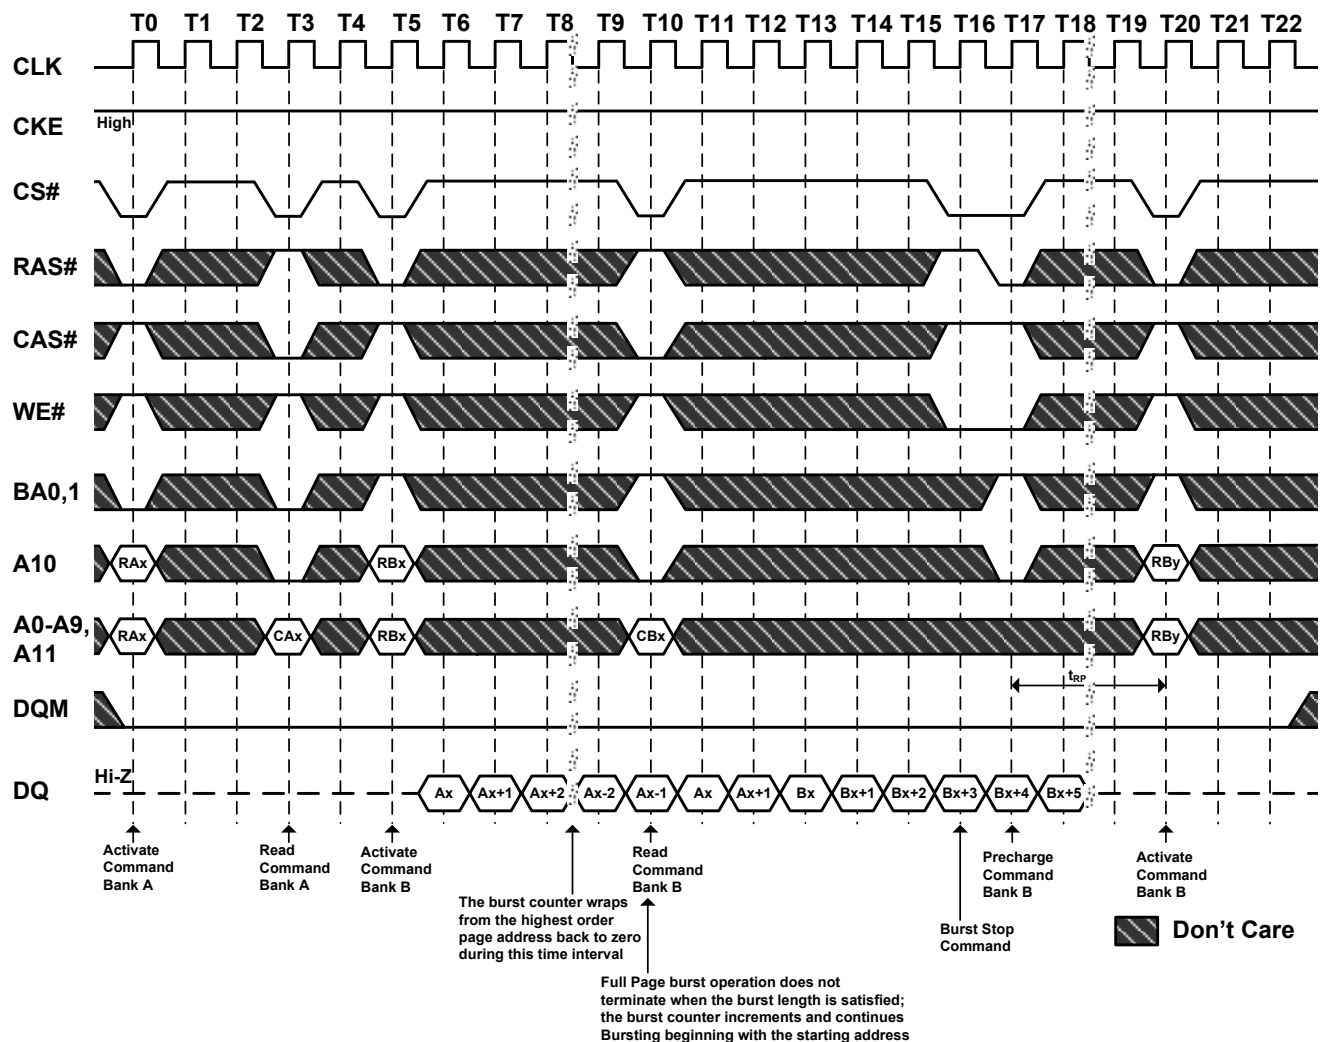 T0 T1 T2 T3 T4 T5 T6 T7 T8 T9 T10 T11 T12 T13 T14 T15 T16 T17 T18 T19 T20 T21 T22
CLK
CKE High
CS#
RAS#
CAS#
WE#
BA0,1
A10 RAx RBx RBy
A0-A9,
A11 RAx CAx RBx CBx RBy
tRP
DQM
Hi-Z
DQ Ax Ax+1 Ax+2 Ax-2 Ax-1 Ax Ax+1 Bx Bx+1 Bx+2 Bx+3 Bx+4 Bx+5
Activate
Command
Bank A
Read
Command
Bank A
Activate
Command
Bank B
The burst counter wraps
from the highest order
page address back to zero
during this time interval
Read
Command
Bank B
Full Page burst operation does not
terminate when the burst length is satisfied;
the burst counter increments and continues
Bursting beginning with the starting address
Burst Stop
Command
Precharge
Command
Bank B
Activate
Command
Bank B
Don't Care